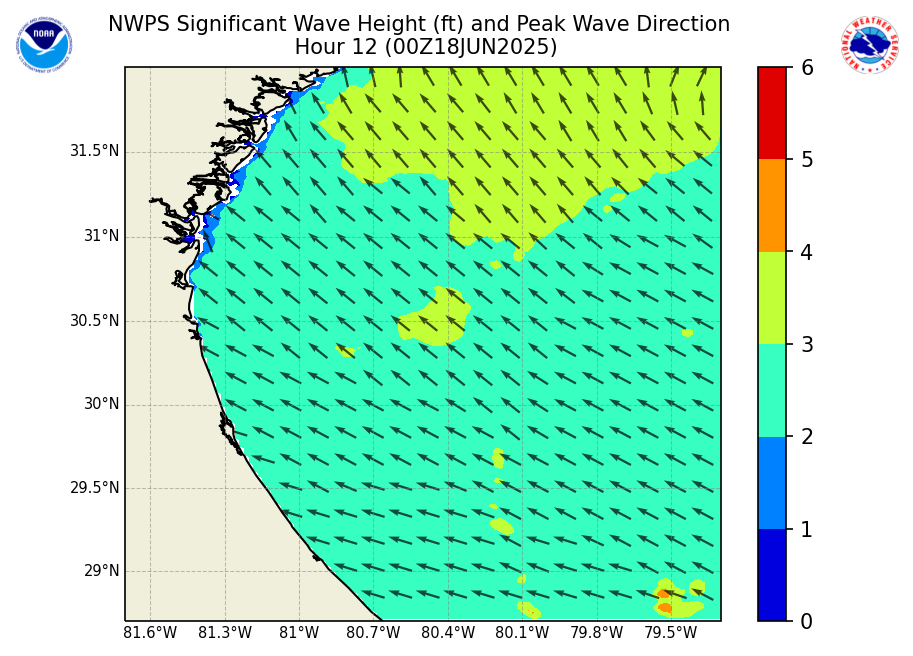 NWPS Significant Wave Height (ft) and Peak Wave Direction
Hour 12 (00Z18JUN2025)
NOAA
NATIONAL WEATHER SERVICE
31.5°N
31°N
30.5°N
30°N
29.5°N
29°N
81.6°W 81.3°W 81°W 80.7°W 80.4°W 80.1°W 79.8°W 79.5°W
6
5
4
3
2
1
0